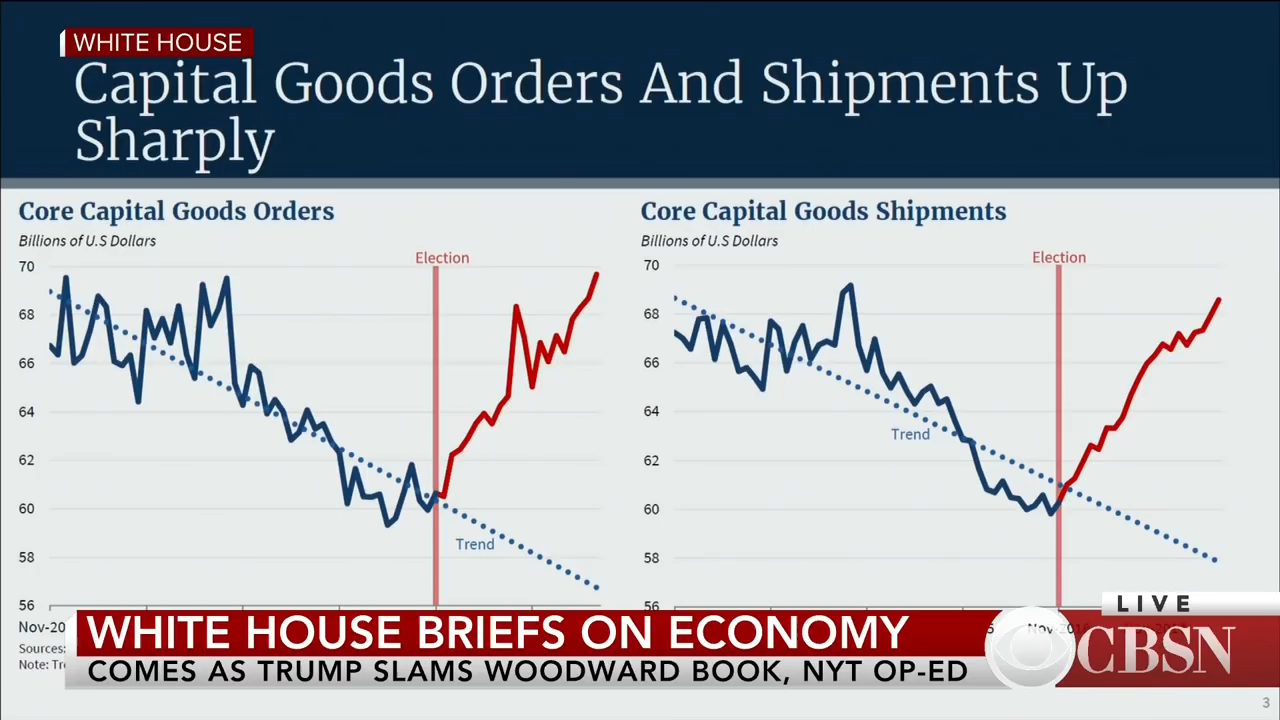 WHITE HOUSE
Capital Goods Orders And Shipments Up
Sharply
Core Capital Goods Orders
Billions of U.S Dollars
Election
70
68
66
64
62
60
58
56
Trend
Core Capital Goods Shipments
Billions of U.S Dollars
Election
70
68
66
64
62
60
58
56
Trend
Sources:
Note:
WHITE HOUSE BRIEFS ON ECONOMY
COMES AS TRUMP SLAMS WOODWARD BOOK, NYT OP-ED
LIVE
CBSN
3